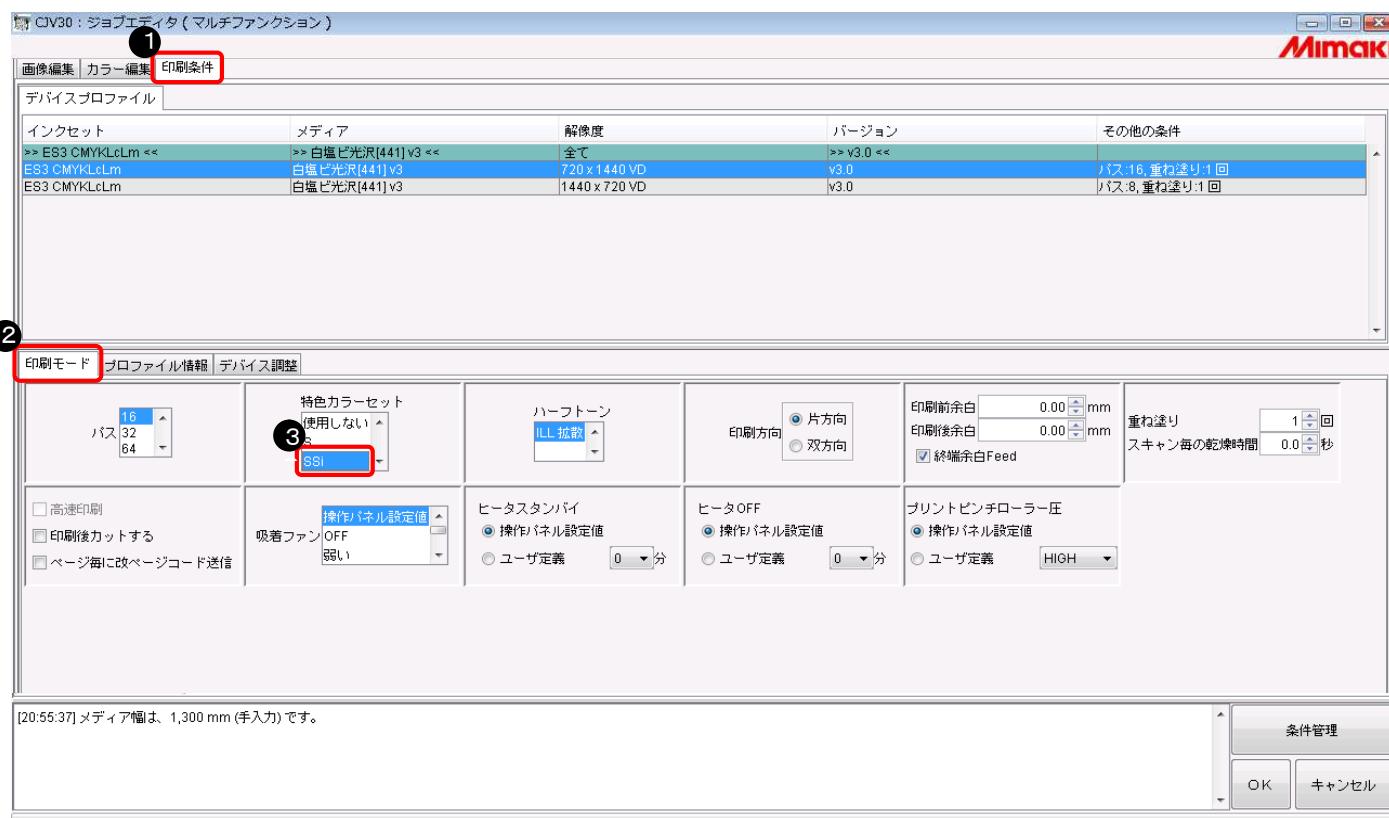 CJV30：ジョブエディタ ( マルチファンクション )
1
Mimaki
画像編集 カラー編集 印刷条件
デバイスプロファイル
インクセット メディア 解像度 バージョン その他の条件
>> ES3 CMYKLcLm << >> 白塩ビ光沢[441] v3 << 全て >> v3.0 <<
ES3 CMYKLcLm 白塩ビ光沢[441] v3 720 x 1440 VD v3.0 パス:16, 重ね塗り:1 回
ES3 CMYKLcLm 白塩ビ光沢[441] v3 1440 x 720 VD v3.0 パス:8, 重ね塗り:1 回
2
印刷モード プロファイル情報 デバイス調整
パス
16
32
64
特色カラーセット
使用しない
3
SSi
ハーフトーン
ILL 拡散
印刷方向
片方向
双方向
印刷前余白 0.00 mm
印刷後余白 0.00 mm
終端余白Feed
重ね塗り 1 回
スキャン毎の乾燥時間 0.0 秒
高速印刷
印刷後カットする
ページ毎に改ページコード送信
吸着ファン
操作パネル設定値
OFF
弱い
ヒータスタンバイ
操作パネル設定値
ユーザ定義 0 分
ヒータOFF
操作パネル設定値
ユーザ定義 0 分
プリントピンチローラー圧
操作パネル設定値
ユーザ定義 HIGH
[20:55:37] メディア幅は、1,300 mm (手入力) です。
条件管理
OK キャンセル